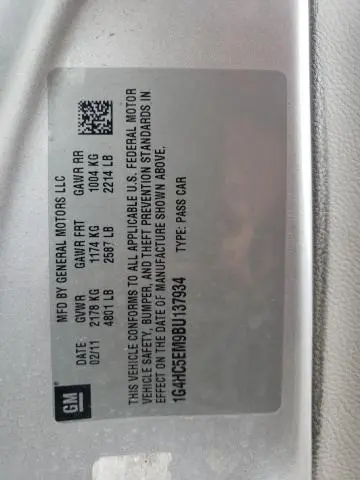 GM
MFD BY GENERAL MOTORS LLC
DATE: GVWR GAWR FRT GAWR RR
02/11 2178 KG 1174 KG 1004 KG
4801 LB 2587 LB 2214 LB
THIS VEHICLE CONFORMS TO ALL APPLICABLE U.S. FEDERAL MOTOR
VEHICLE SAFETY, BUMPER, AND THEFT PREVENTION STANDARDS IN
EFFECT ON THE DATE OF MANUFACTURE SHOWN ABOVE.
1G4HC5EM9BU137934 TYPE: PASS CAR